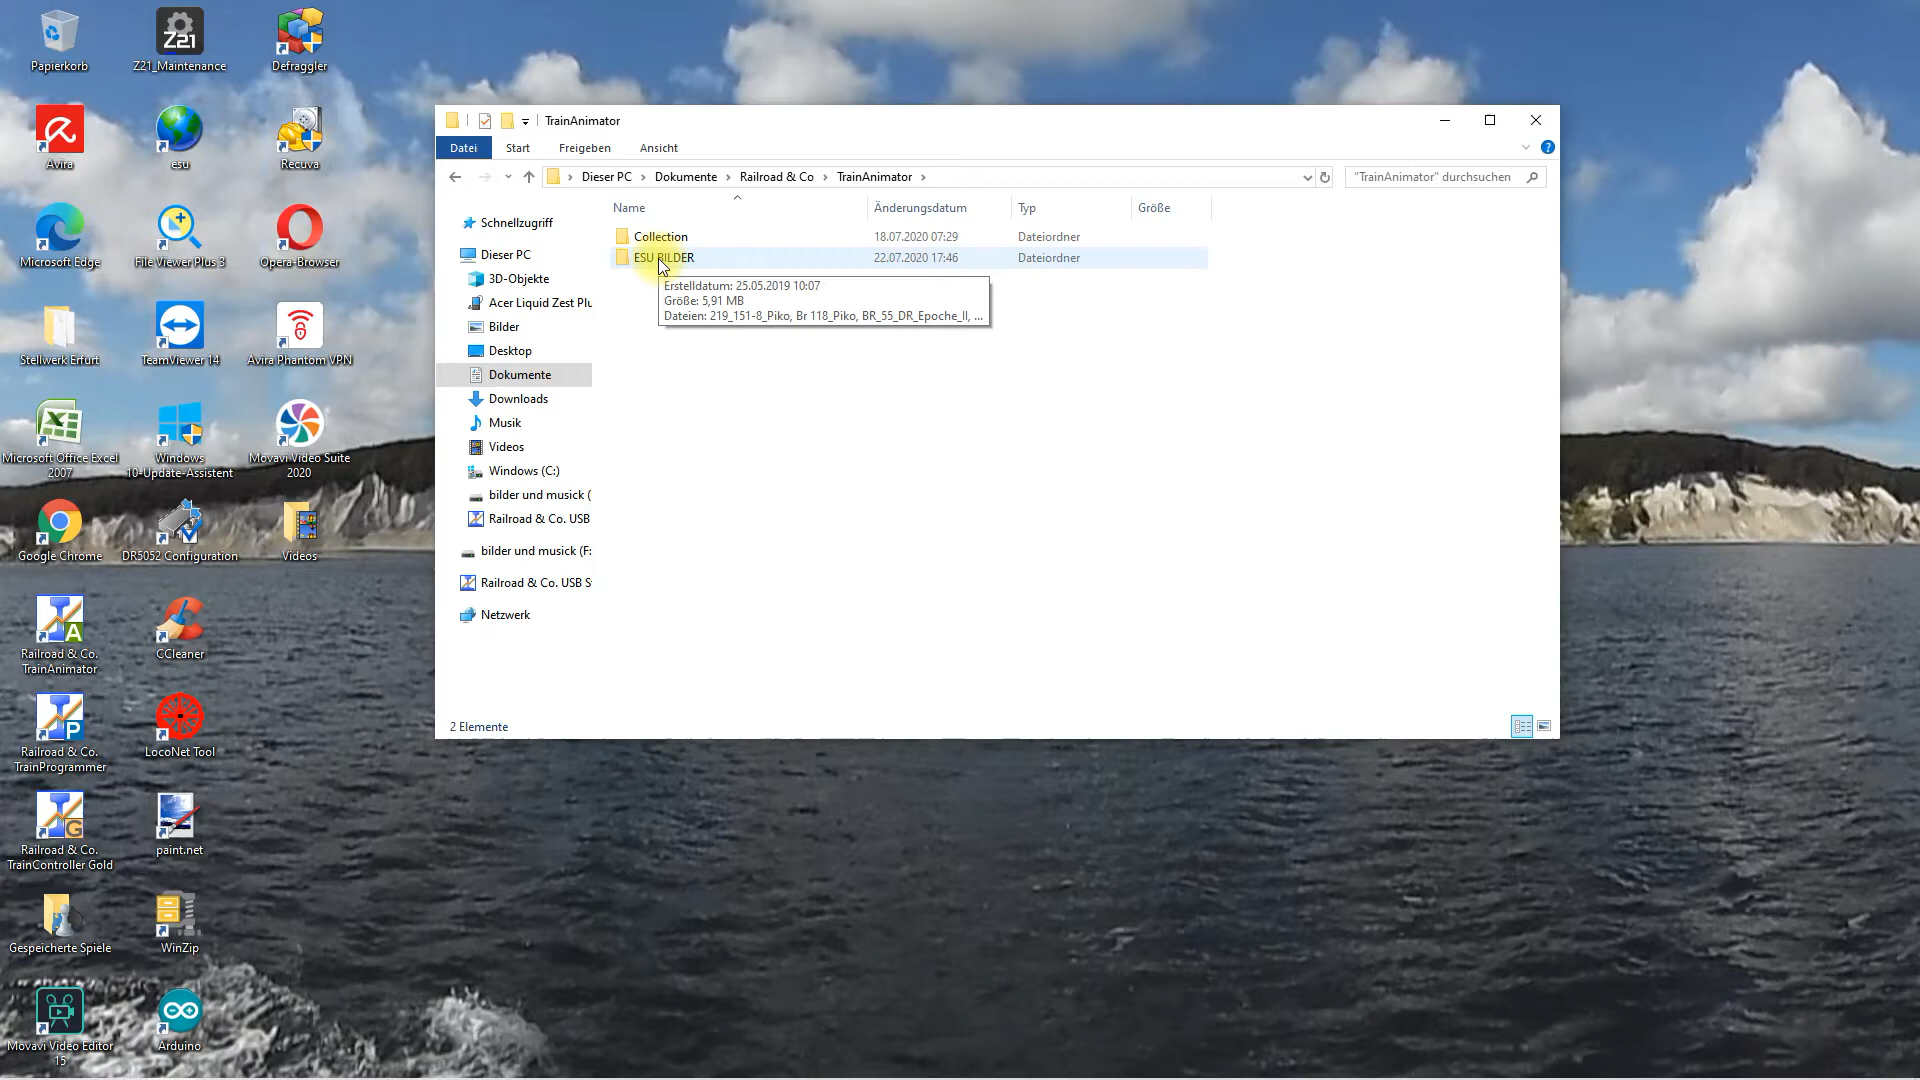 Papierkorb
Z21
Z21_Maintenance
Defraggler
Avira
esu
Recuva
Microsoft Edge
File Viewer Plus 3
Opera-Browser
Stellwerk Erfurt
TeamViewer 14
Avira Phantom VPN
Microsoft Office Excel
2007
Windows
10-Update-Assistent
Movavi Video Suite
2020
Google Chrome
DR5052 Configuration
Videos
A
Railroad & Co.
TrainAnimator
CCleaner
P
Railroad & Co.
TrainProgrammer
LocoNet Tool
G
Railroad & Co.
TrainController Gold
paint.net
Gespeicherte Spiele
WinZip
Movavi Video Editor
15
Arduino
TrainAnimator
Datei
Start
Freigeben
Ansicht
?
Dieser PC
Dokumente
Railroad & Co
TrainAnimator
"TrainAnimator" durchsuchen
Schnellzugriff
Dieser PC
3D-Objekte
Acer Liquid Zest Plu
Bilder
Desktop
Dokumente
Downloads
Musik
Videos
Windows (C:)
bilder und musick (
Railroad & Co. USB
bilder und musick (F:
Railroad & Co. USB S
Netzwerk
Name Änderungsdatum Typ Größe
Collection 18.07.2020 07:29 Dateiordner
ESU BILDER 22.07.2020 17:46 Dateiordner
Erstelldatum: 25.05.2019 10:07
Größe: 5,91 MB
Dateien: 219_151-8_Piko, Br 118_Piko, BR_55_DR_Epoche_II, ...
2 Elemente